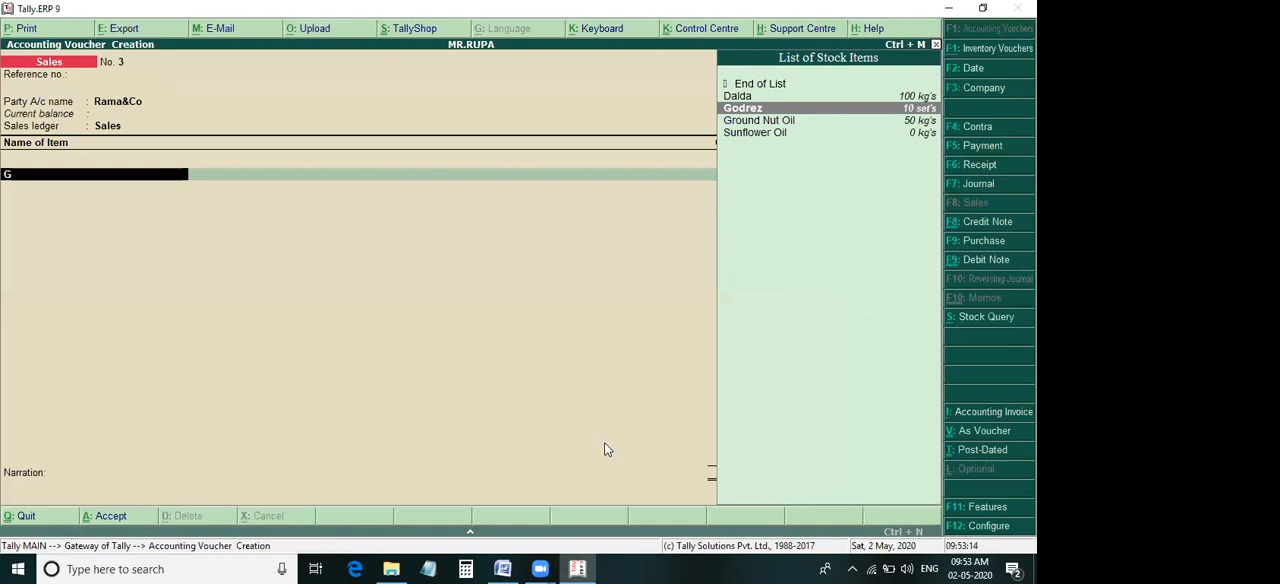 Tally.ERP 9
P: Print E: Export M: E-Mail O: Upload S: TallyShop G: Language K: Keyboard K: Control Centre H: Support Centre H: Help
Accounting Voucher Creation MR.RUPA Ctrl + M
Sales No. 3
Reference no.:
Party A/c name : Rama&Co
Current balance :
Sales ledger : Sales
Name of Item
G
Narration:
List of Stock Items
End of List
Dalda 100 kg's
Godrez 10 set's
Ground Nut Oil 50 kg's
Sunflower Oil 0 kg's
F1: Accounting Vouchers
F1: Inventory Vouchers
F2: Date
F3: Company
F4: Contra
F5: Payment
F6: Receipt
F7: Journal
F8: Sales
F8: Credit Note
F9: Purchase
F9: Debit Note
F10: Reversing Journal
F10: Memos
S: Stock Query
I: Accounting Invoice
V: As Voucher
T: Post-Dated
L: Optional
F11: Features
F12: Configure
Q: Quit A: Accept D: Delete X: Cancel
Ctrl + N
Tally MAIN --> Gateway of Tally --> Accounting Voucher Creation (c) Tally Solutions Pvt. Ltd., 1988-2017 Sat, 2 May, 2020 09:53:14
Type here to search ENG 09:53 AM
02-05-2020 2